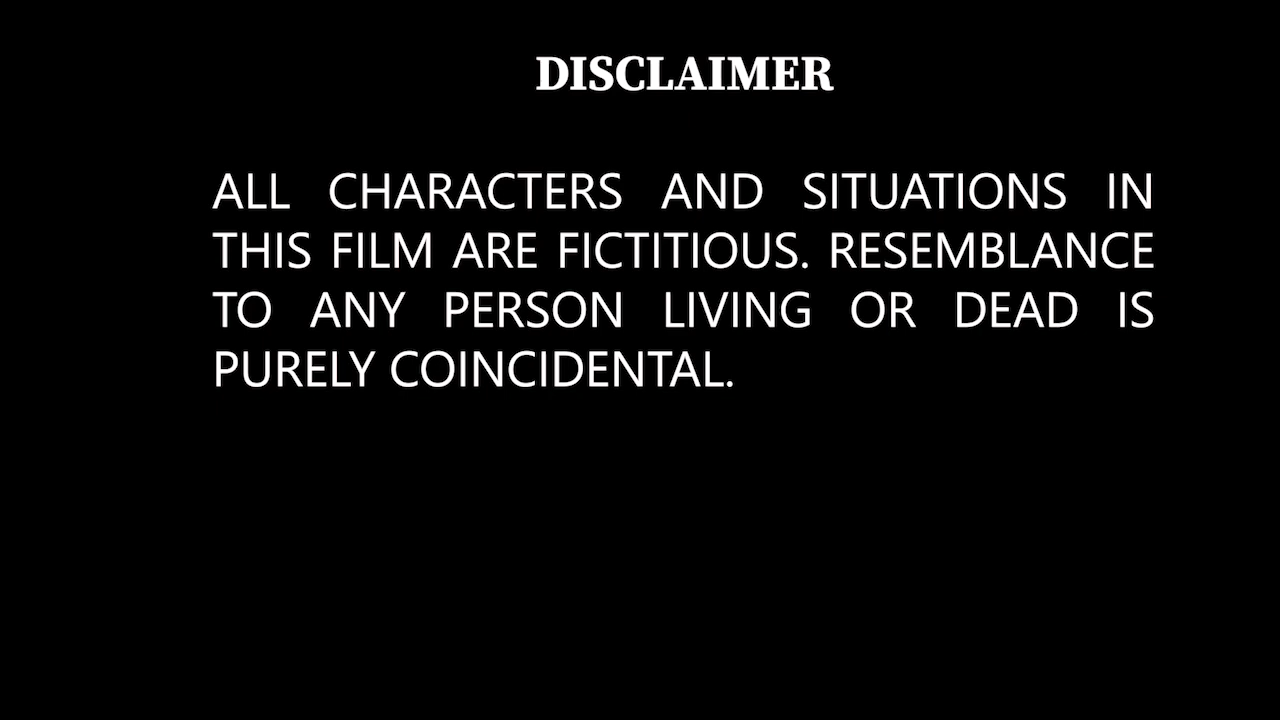 DISCLAIMER
ALL CHARACTERS AND SITUATIONS IN
THIS FILM ARE FICTITIOUS. RESEMBLANCE
TO ANY PERSON LIVING OR DEAD IS
PURELY COINCIDENTAL.